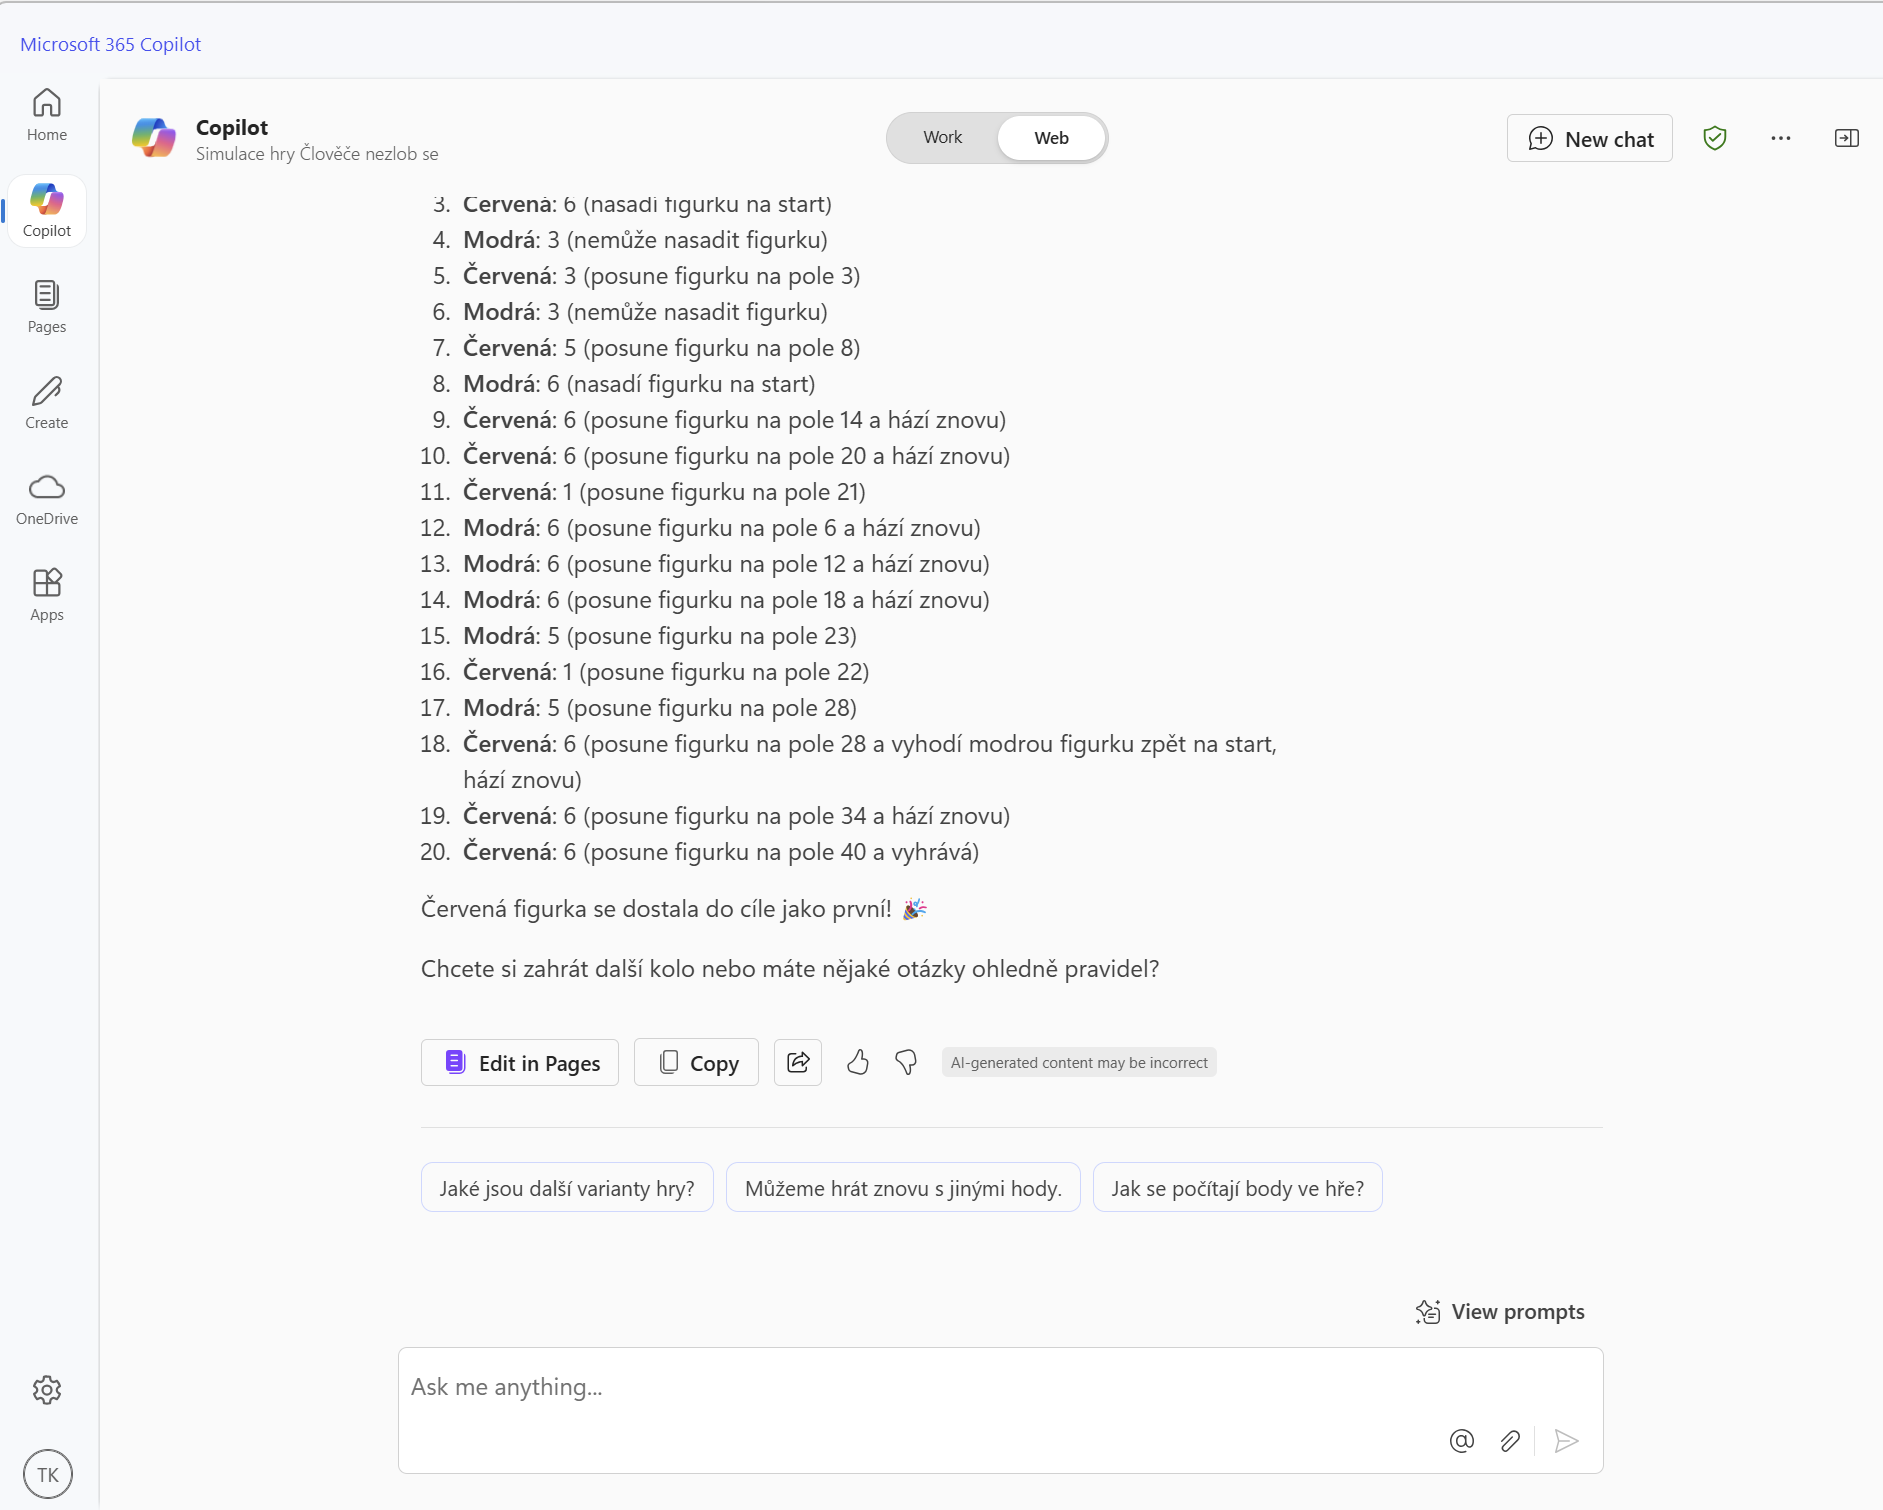 Microsoft 365 Copilot
Home
Copilot
Pages
Create
OneDrive
Apps
TK
Copilot
Simulace hry Člověče nezlob se
Work
Web
New chat
3. Červená: 6 (nasadí figurku na start)
4. Modrá: 3 (nemůže nasadit figurku)
5. Červená: 3 (posune figurku na pole 3)
6. Modrá: 3 (nemůže nasadit figurku)
7. Červená: 5 (posune figurku na pole 8)
8. Modrá: 6 (nasadí figurku na start)
9. Červená: 6 (posune figurku na pole 14 a hází znovu)
10. Červená: 6 (posune figurku na pole 20 a hází znovu)
11. Červená: 1 (posune figurku na pole 21)
12. Modrá: 6 (posune figurku na pole 6 a hází znovu)
13. Modrá: 6 (posune figurku na pole 12 a hází znovu)
14. Modrá: 6 (posune figurku na pole 18 a hází znovu)
15. Modrá: 5 (posune figurku na pole 23)
16. Červená: 1 (posune figurku na pole 22)
17. Modrá: 5 (posune figurku na pole 28)
18. Červená: 6 (posune figurku na pole 28 a vyhodí modrou figurku zpět na start,
hází znovu)
19. Červená: 6 (posune figurku na pole 34 a hází znovu)
20. Červená: 6 (posune figurku na pole 40 a vyhrává)
Červená figurka se dostala do cíle jako první!
Chcete si zahrát další kolo nebo máte nějaké otázky ohledně pravidel?
Edit in Pages
Copy
AI-generated content may be incorrect
Jaké jsou další varianty hry?
Můžeme hrát znovu s jinými hody.
Jak se počítají body ve hře?
View prompts
Ask me anything...